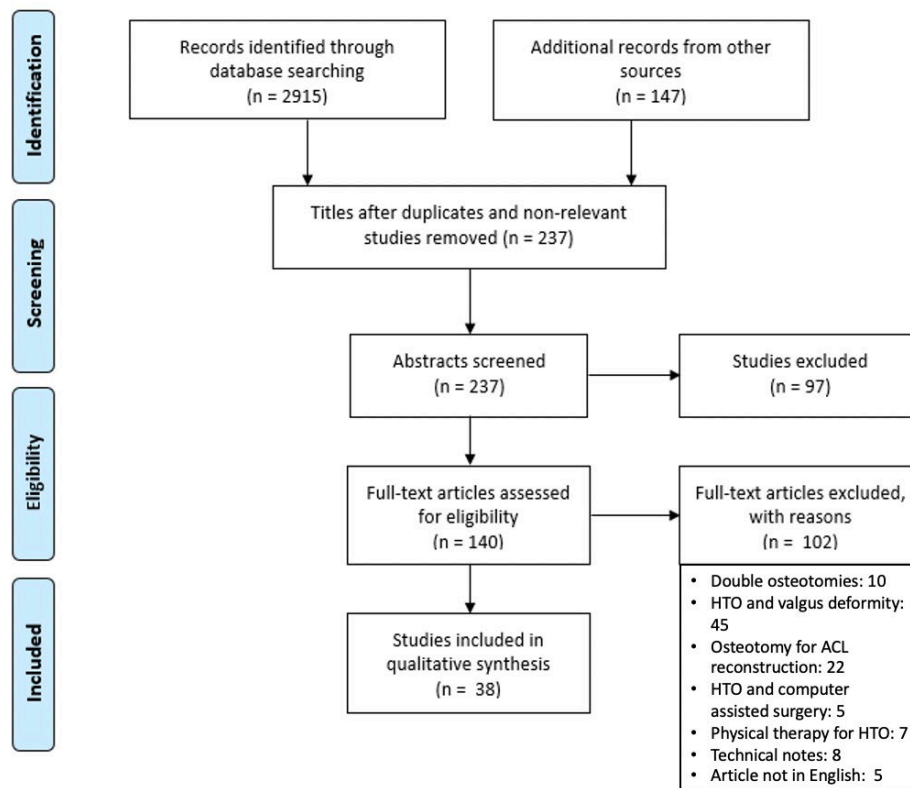 Identification
Records identified through
database searching
(n = 2915)
Additional records from other
sources
(n = 147)
Screening
Titles after duplicates and non-relevant
studies removed (n = 237)
Abstracts screened
(n = 237)
Studies excluded
(n = 97)
Eligibility
Full-text articles assessed
for eligibility
(n = 140)
Full-text articles excluded,
with reasons
(n = 102)
• Double osteotomies: 10
• HTO and valgus deformity:
45
• Osteotomy for ACL
reconstruction: 22
• HTO and computer
assisted surgery: 5
• Physical therapy for HTO: 7
• Technical notes: 8
• Article not in English: 5
Included
Studies included in
qualitative synthesis
(n = 38)